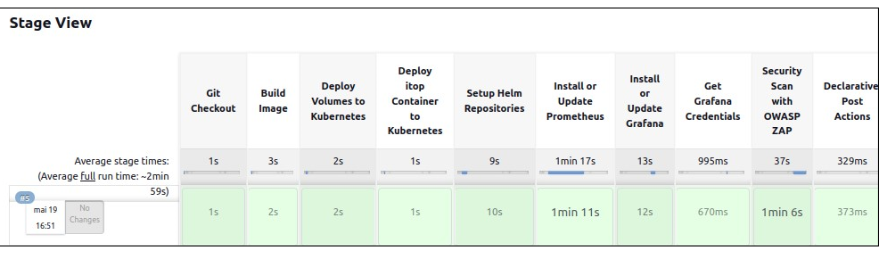 Stage View
Git
Checkout
Build
Image
Deploy
Volumes to
Kubernetes
Deploy
itop
Container
to
Kubernetes
Setup Helm
Repositories
Install or
Update
Prometheus
Install
or
Update
Grafana
Get
Grafana
Credentials
Security
Scan
with
OWASP
ZAP
Declarative
Post
Actions
Average stage times:
(Average full run time: ~2min
59s)
1s
3s
2s
1s
9s
1min 17s
13s
995ms
37s
329ms
#5
mai 19
16:51
No
Changes
1s
2s
2s
1s
10s
1min 11s
12s
670ms
1min 6s
373ms